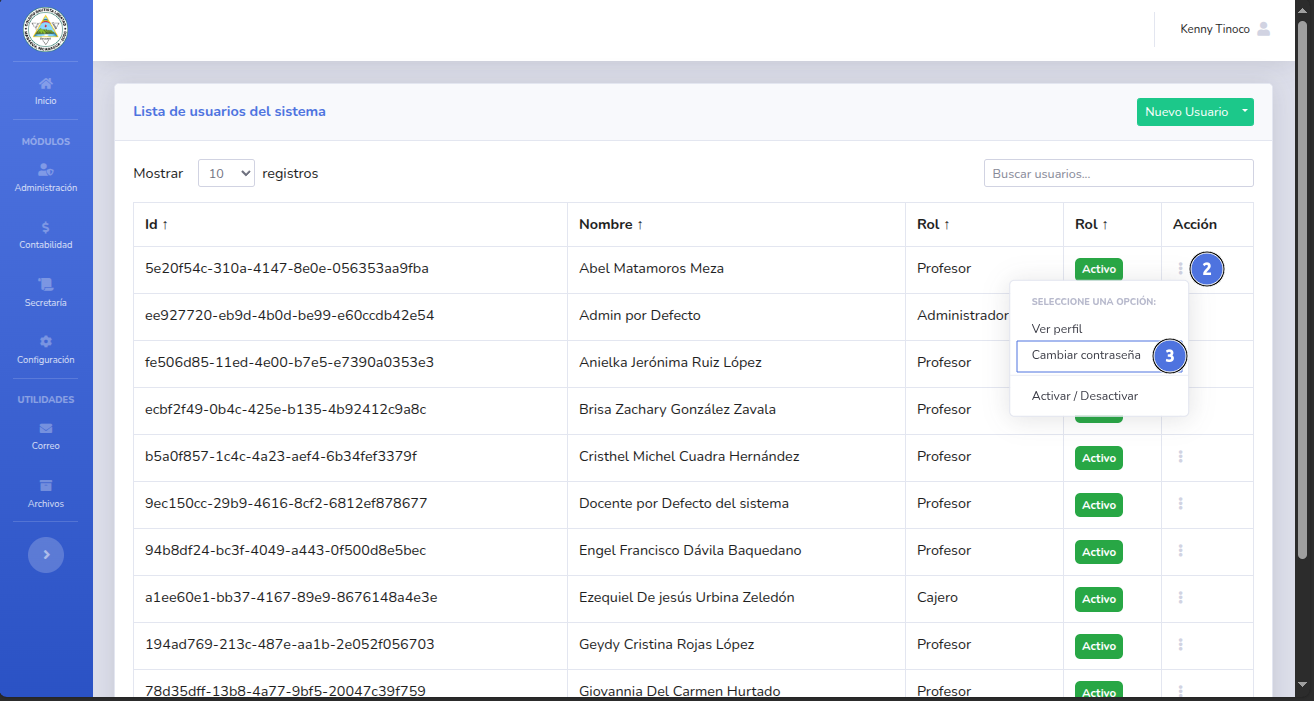 Kenny Tinoco
Inicio
MÓDULOS
Administración
Contabilidad
Secretaría
Configuración
UTILIDADES
Correo
Archivos
Lista de usuarios del sistema
Nuevo Usuario
Mostrar 10 registros
Buscar usuarios...
Id ↑ Nombre ↑ Rol ↑ Rol ↑ Acción
5e20f54c-310a-4147-8e0e-056353aa9fba Abel Matamoros Meza Profesor Activo 2
ee927720-eb9d-4b0d-be99-e60ccdb42e54 Admin por Defecto Administrador
fe506d85-11ed-4e00-b7e5-e7390a0353e3 Anielka Jerónima Ruiz López Profesor
ecbf2f49-0b4c-425e-b135-4b92412c9a8c Brisa Zachary González Zavala Profesor
SELECCIONE UNA OPCIÓN:
Ver perfil
Cambiar contraseña 3
Activar / Desactivar
b5a0f857-1c4c-4a23-aef4-6b34fef3379f Cristhel Michel Cuadra Hernández Profesor Activo
9ec150cc-29b9-4616-8cf2-6812ef878677 Docente por Defecto del sistema Profesor Activo
94b8df24-bc3f-4049-a443-0f500d8e5bec Engel Francisco Dávila Baquedano Profesor Activo
a1ee60e1-bb37-4167-89e9-8676148a4e3e Ezequiel De jesús Urbina Zeledón Cajero Activo
194ad769-213c-487e-aa1b-2e052f056703 Geydy Cristina Rojas López Profesor Activo
78d35dff-13b8-4a77-9bf5-20047c39f759 Giovannia Del Carmen Hurtado Profesor Activo